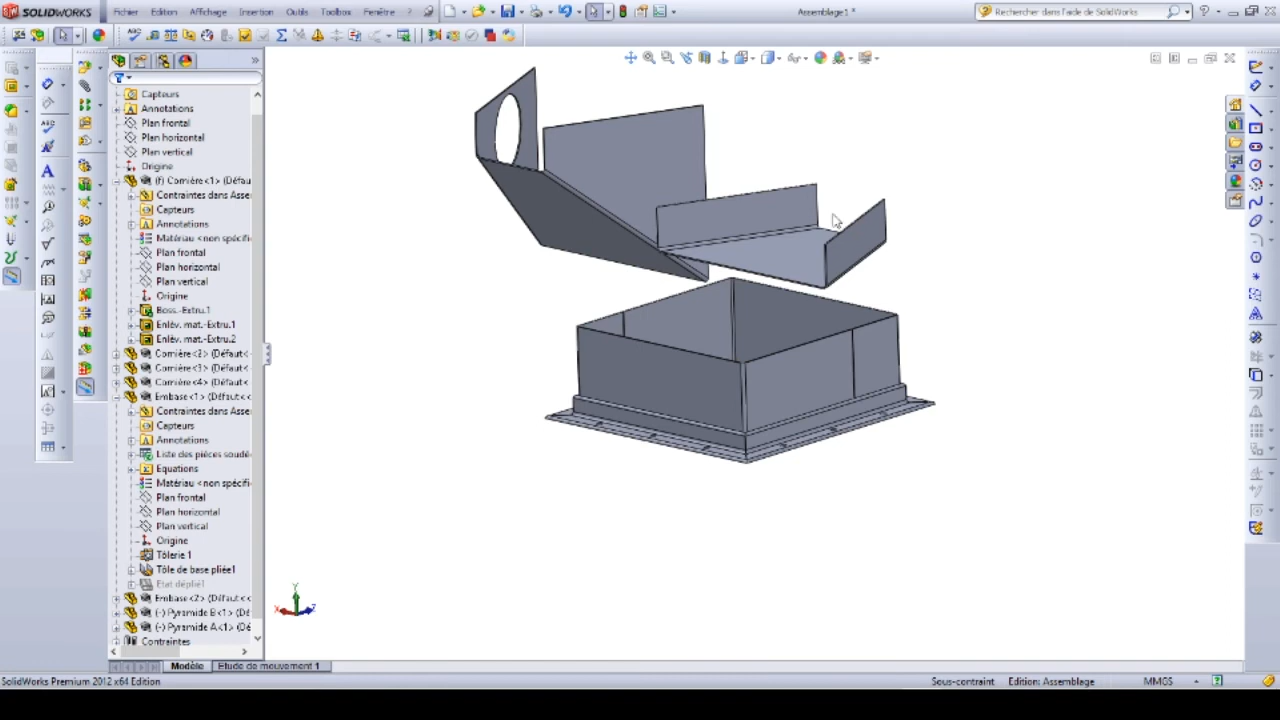 SOLIDWORKS Fichier Edition Affichage Insertion Outils Toolbox Fenêtre ? Assemblage1 * Rechercher dans l'aide de SolidWorks
Capteurs
Annotations
Plan frontal
Plan horizontal
Plan vertical
Origine
(f) Cornière<1> (Défau
Contraintes dans Asse
Capteurs
Annotations
Matériau <non spécifi
Plan frontal
Plan horizontal
Plan vertical
Origine
Boss.-Extru.1
Enlèv. mat.-Extru.1
Enlèv. mat.-Extru.2
Cornière<2> (Défaut<
Cornière<3> (Défaut<
Cornière<4> (Défaut<
Embase<1> (Défaut<<
Contraintes dans Asse
Capteurs
Annotations
Liste des pièces soudé
Equations
Matériau <non spécifi
Plan frontal
Plan horizontal
Plan vertical
Origine
Tôlerie 1
Tôle de base pliée1
Etat déplié1
Embase<2> (Défaut<<
(-) Pyramide B<1> (Dé
(-) Pyramide A<1> (Dé
Contraintes
Y
X Z
Modèle Etude de mouvement 1
SolidWorks Premium 2012 x64 Edition Sous-contraint Edition: Assemblage MMGS